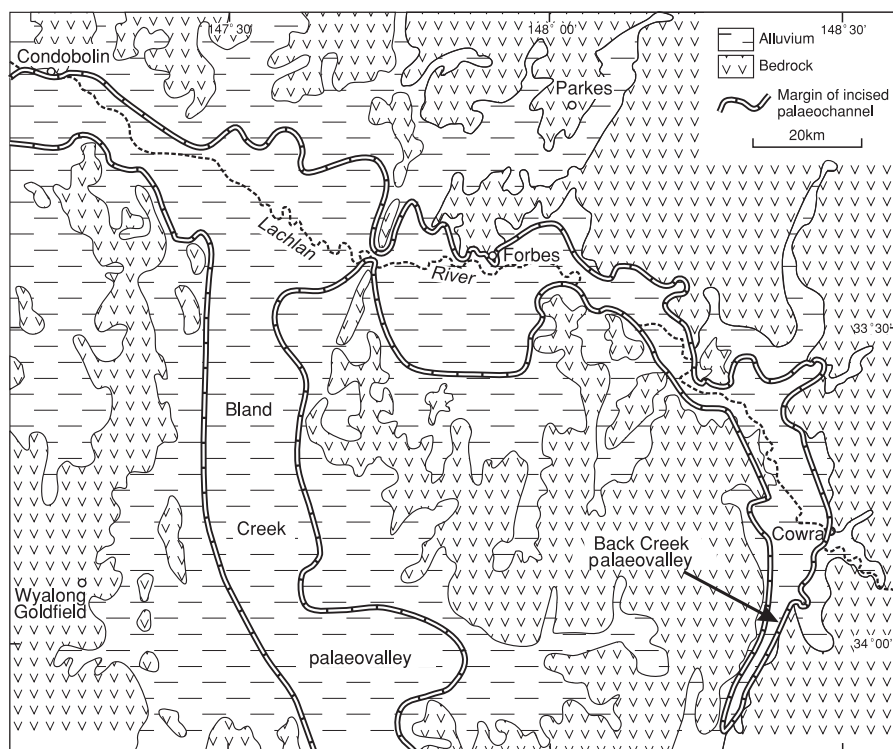 147°30'
148°00'
148°30'
Condobolin
Parkes
Alluvium
Bedrock
Margin of incised
palaeochannel
20km
Lachlan
River
Forbes
33°30'
Bland
Creek
palaeovalley
Cowra
Back Creek
palaeovalley
Wyalong
Goldfield
34°00'